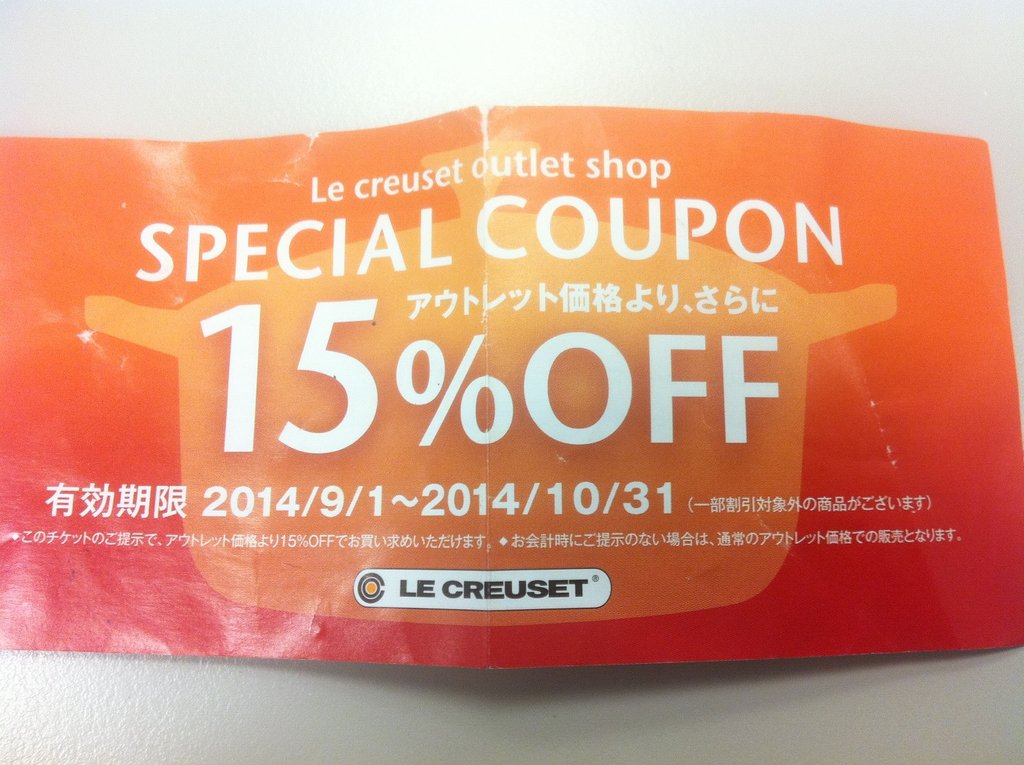 Le creuset outlet shop
SPECIAL COUPON
アウトレット価格より、さらに
15%OFF
有効期限 2014/9/1~2014/10/31 (一部割引対象外の商品がございます)
◆このチケットのご提示で、アウトレット価格より15%OFFでお買い求めいただけます。◆お会計時にご提示のない場合は、通常のアウトレット価格での販売となります。
LE CREUSET®